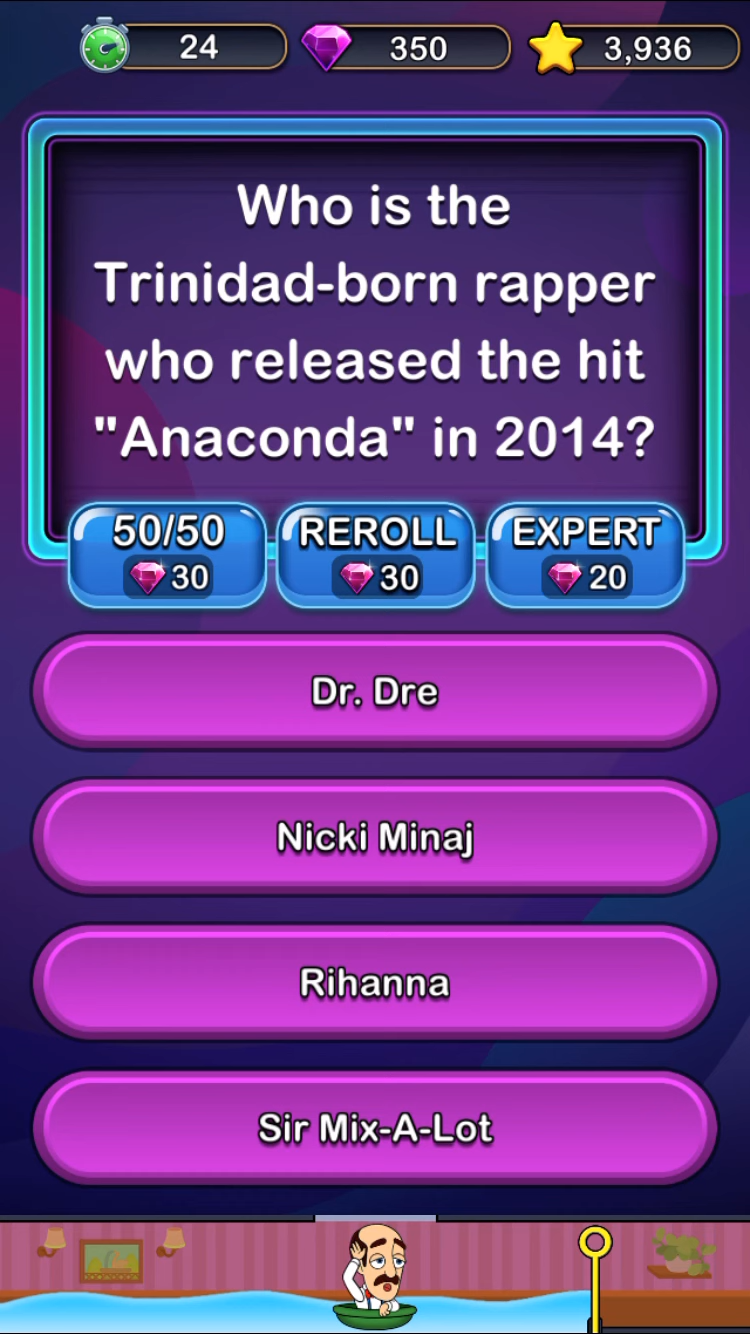 24 350 3,936
Who is the
Trinidad-born rapper
who released the hit
"Anaconda" in 2014?
50/50 REROLL EXPERT
30 30 20
Dr. Dre
Nicki Minaj
Rihanna
Sir Mix-A-Lot